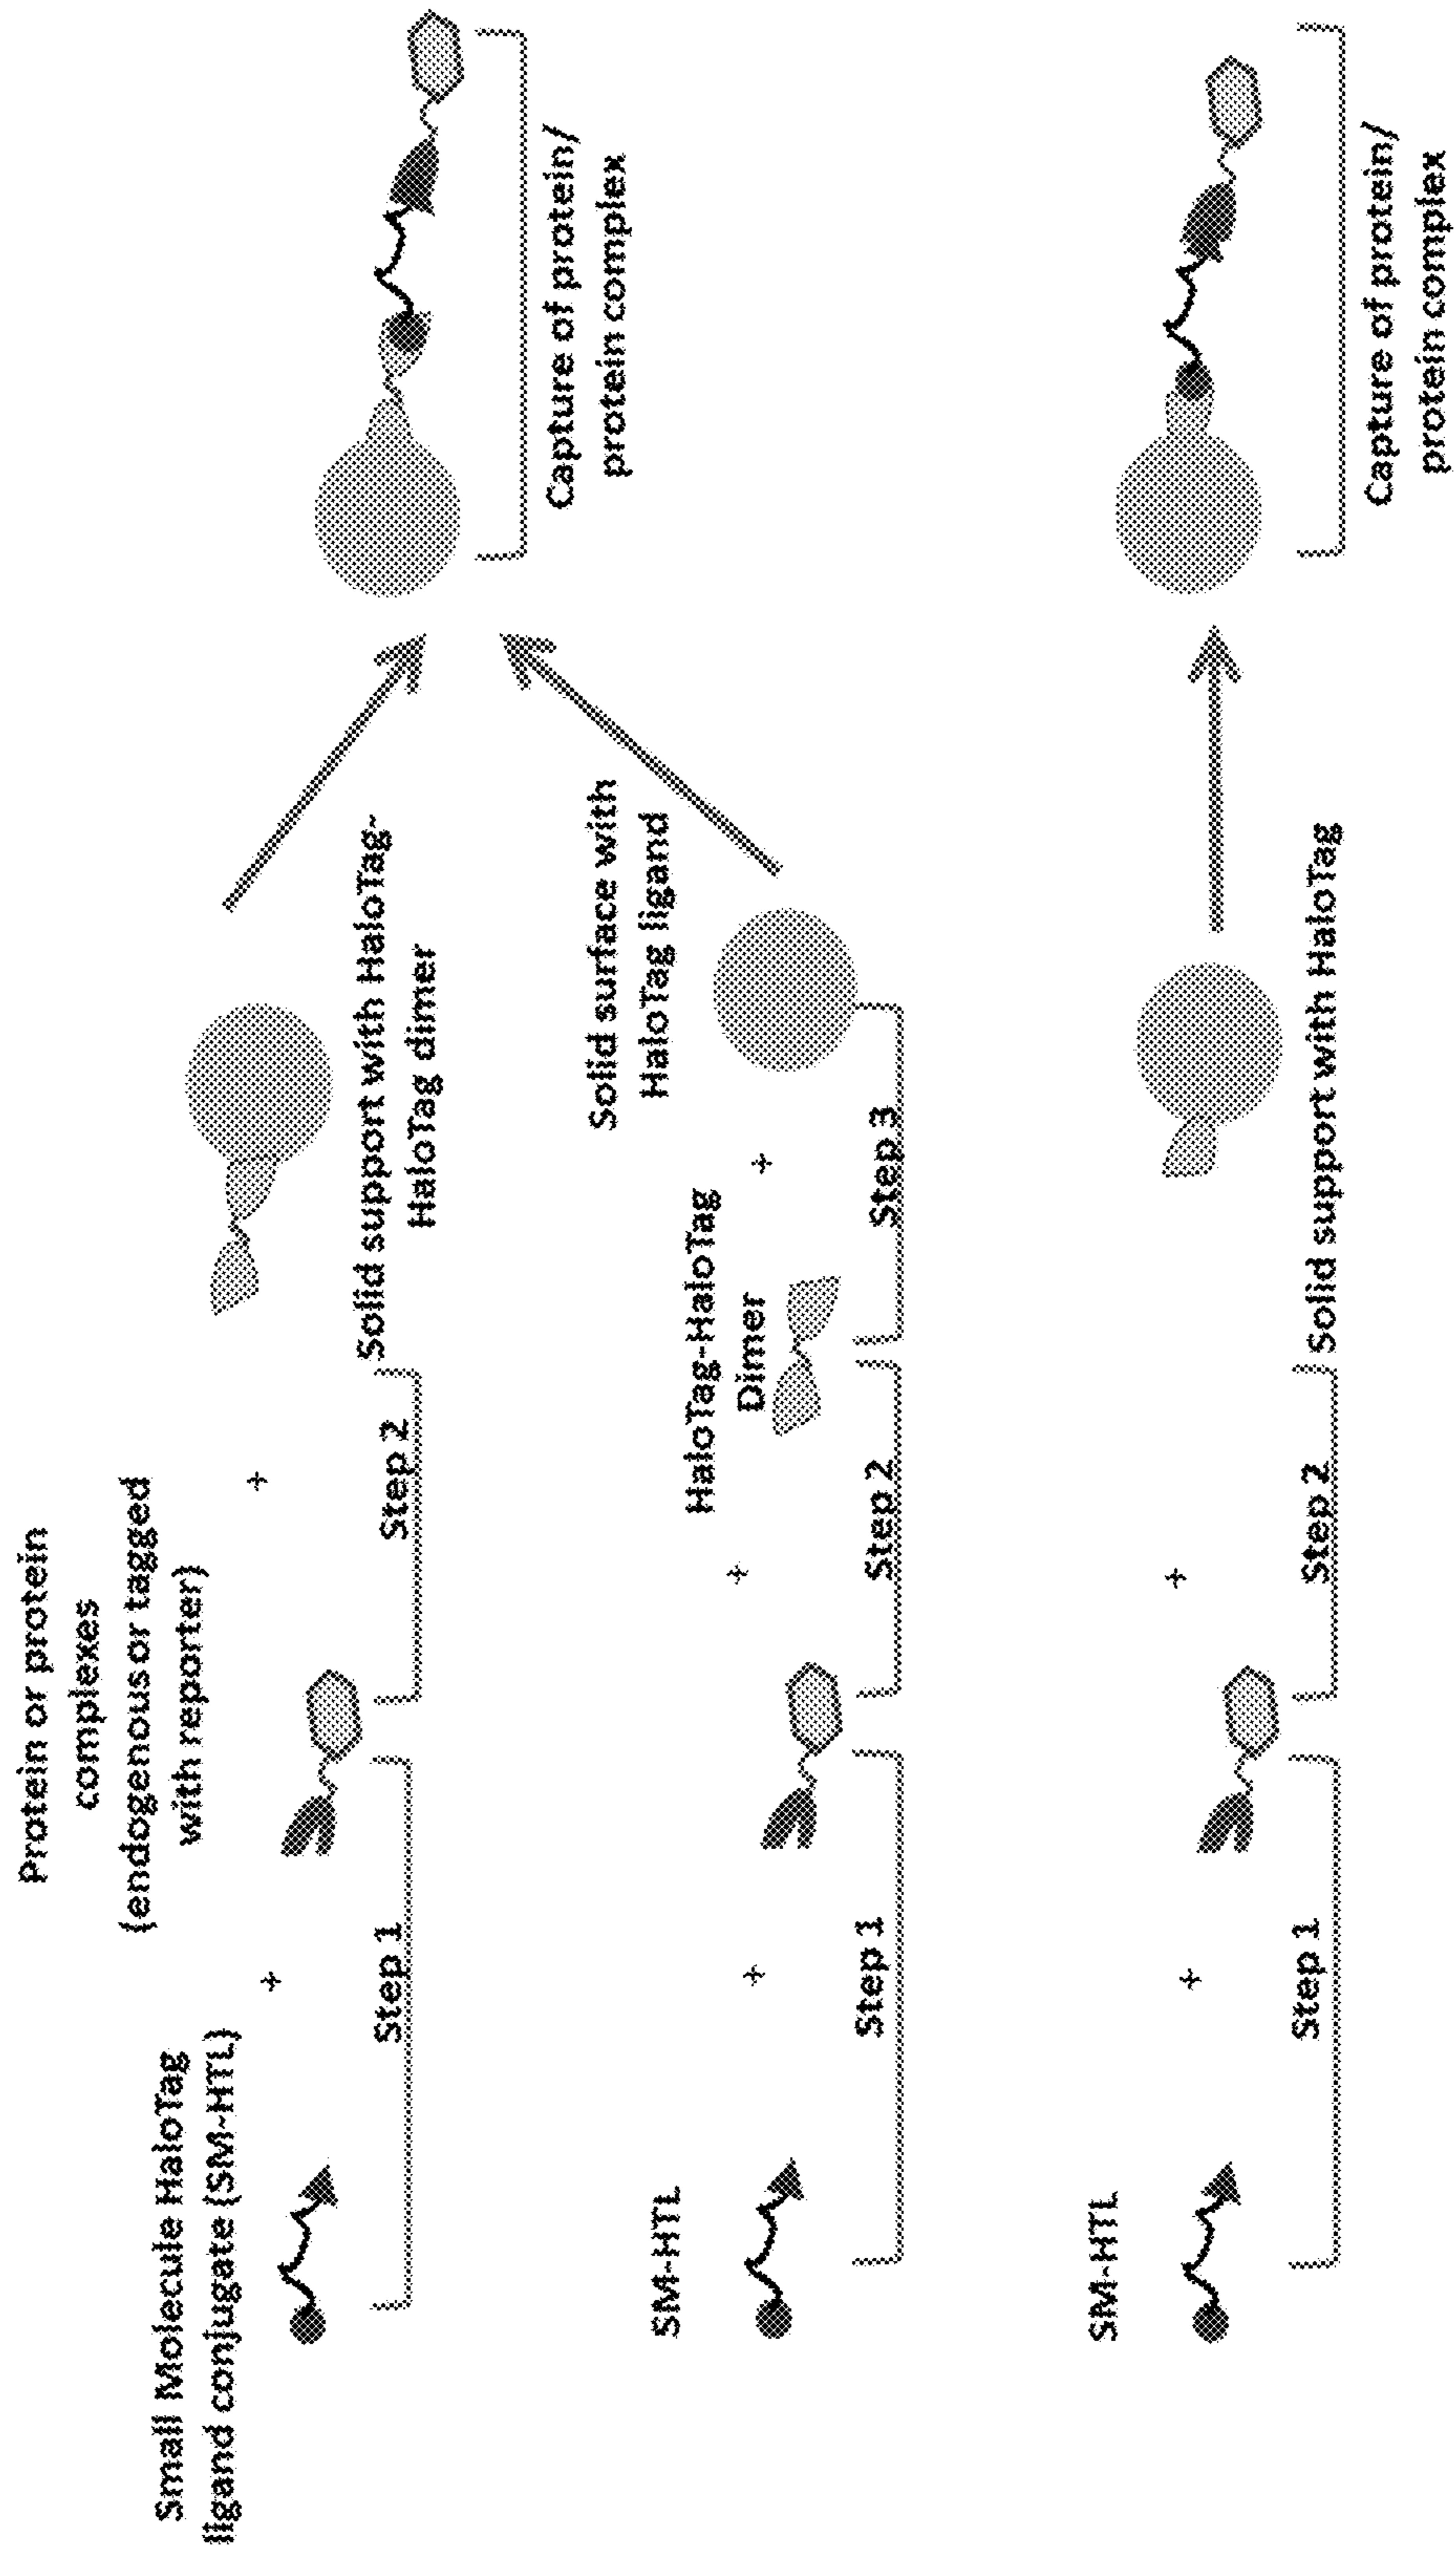 Protein or protein
complexes
(endogenous or tagged
with reporter)
Small Molecule HaloTag
ligand conjugate (SM-HTL)
+
+
Step 1
Step 2
Solid support with HaloTag-
HaloTag dimer
Capture of protein/
protein complex
SM-HTL
+
+
HaloTag-HaloTag
Dimer
+
Solid surface with
HaloTag ligand
Step 1
Step 2
Step 3
SM-HTL
+
+
Step 1
Step 2
Solid support with HaloTag
Capture of protein/
protein complex